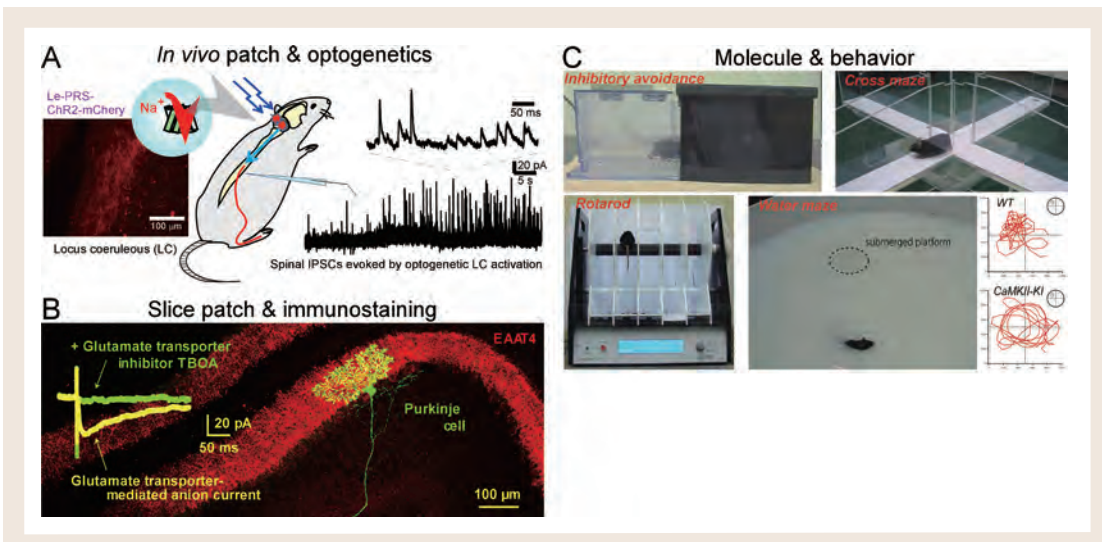 A
In vivo patch & optogenetics
Le-PRS-
ChR2-mChery
Na+
100 μm
Locus coeruleous (LC)
50 ms
20 pA
5 s
Spinal IPSCs evoked by optogenetic LC activation
B
Slice patch & immunostaining
+ Glutamate transporter
inhibitor TBOA
EAAT4
20 pA
50 ms
Purkinje
cell
Glutamate transporter-
mediated anion current
100 μm
C
Molecule & behavior
Inhibitory avoidance
Cross maze
Rotarod
Water maze
submerged platform
WT
CaMKII-KI